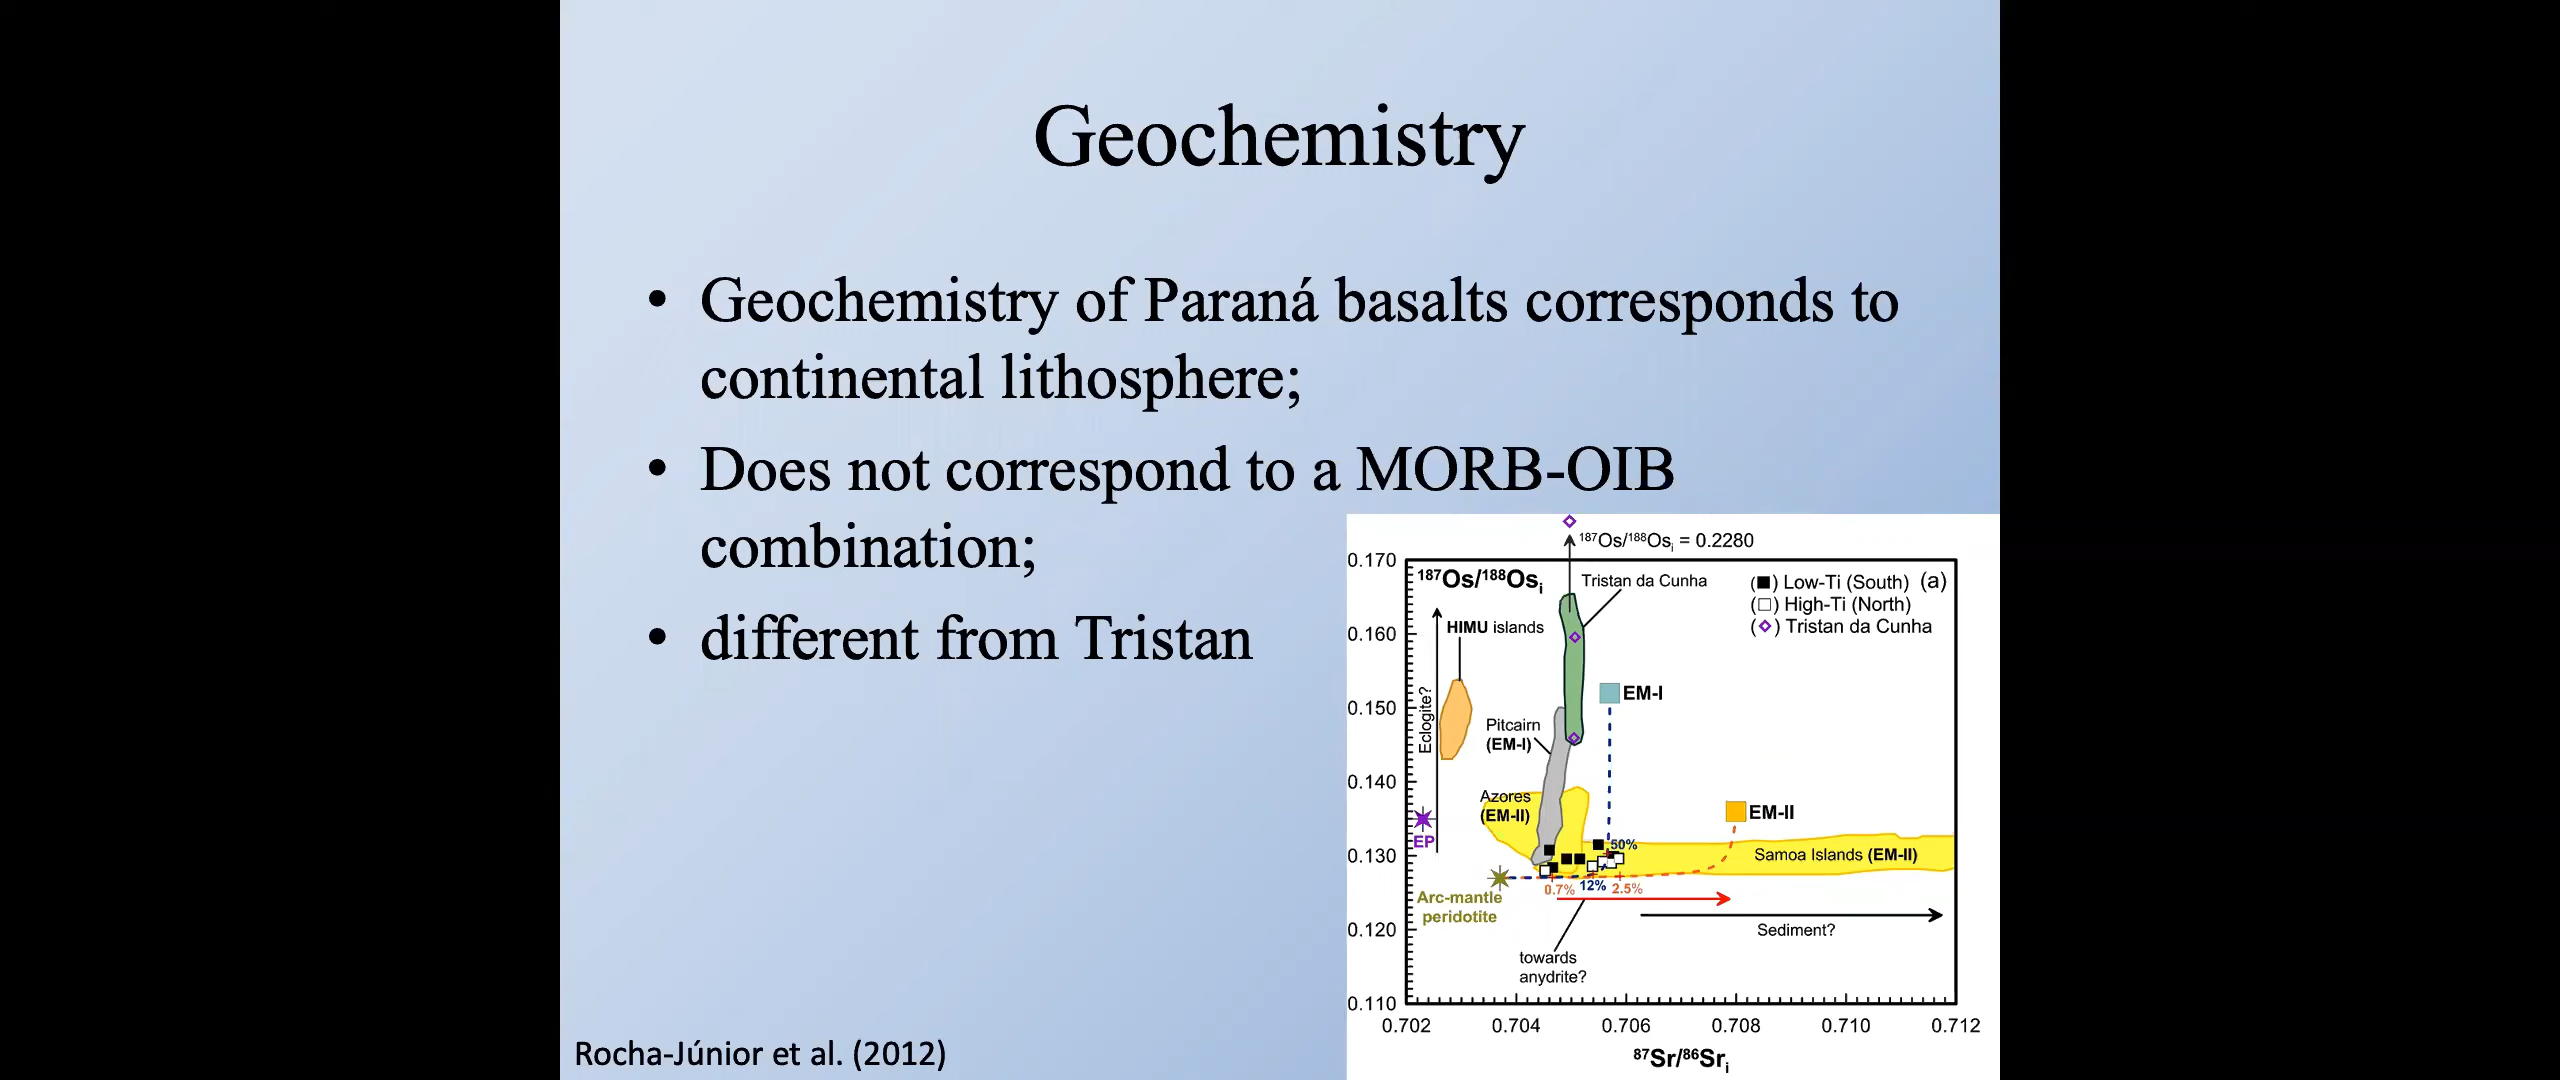 Geochemistry
• Geochemistry of Paraná basalts corresponds to
continental lithosphere;
• Does not correspond to a MORB-OIB
combination;
• different from Tristan
Rocha-Júnior et al. (2012)
¹⁸⁷Os/¹⁸⁸Osᵢ = 0.2280
0.170
0.160
0.150
0.140
0.130
0.120
0.110
¹⁸⁷Os/¹⁸⁸Osᵢ
Tristan da Cunha
(■) Low-Ti (South) (a)
(□) High-Ti (North)
(◇) Tristan da Cunha
HIMU islands
Eclogite?
EM-I
Pitcairn
(EM-I)
Azores
(EM-II)
EM-II
EP
50%
Samoa Islands (EM-II)
0.7% 12% 2.5%
Arc-mantle
peridotite
Sediment?
towards
anydrite?
0.702 0.704 0.706 0.708 0.710 0.712
⁸⁷Sr/⁸⁶Srᵢ